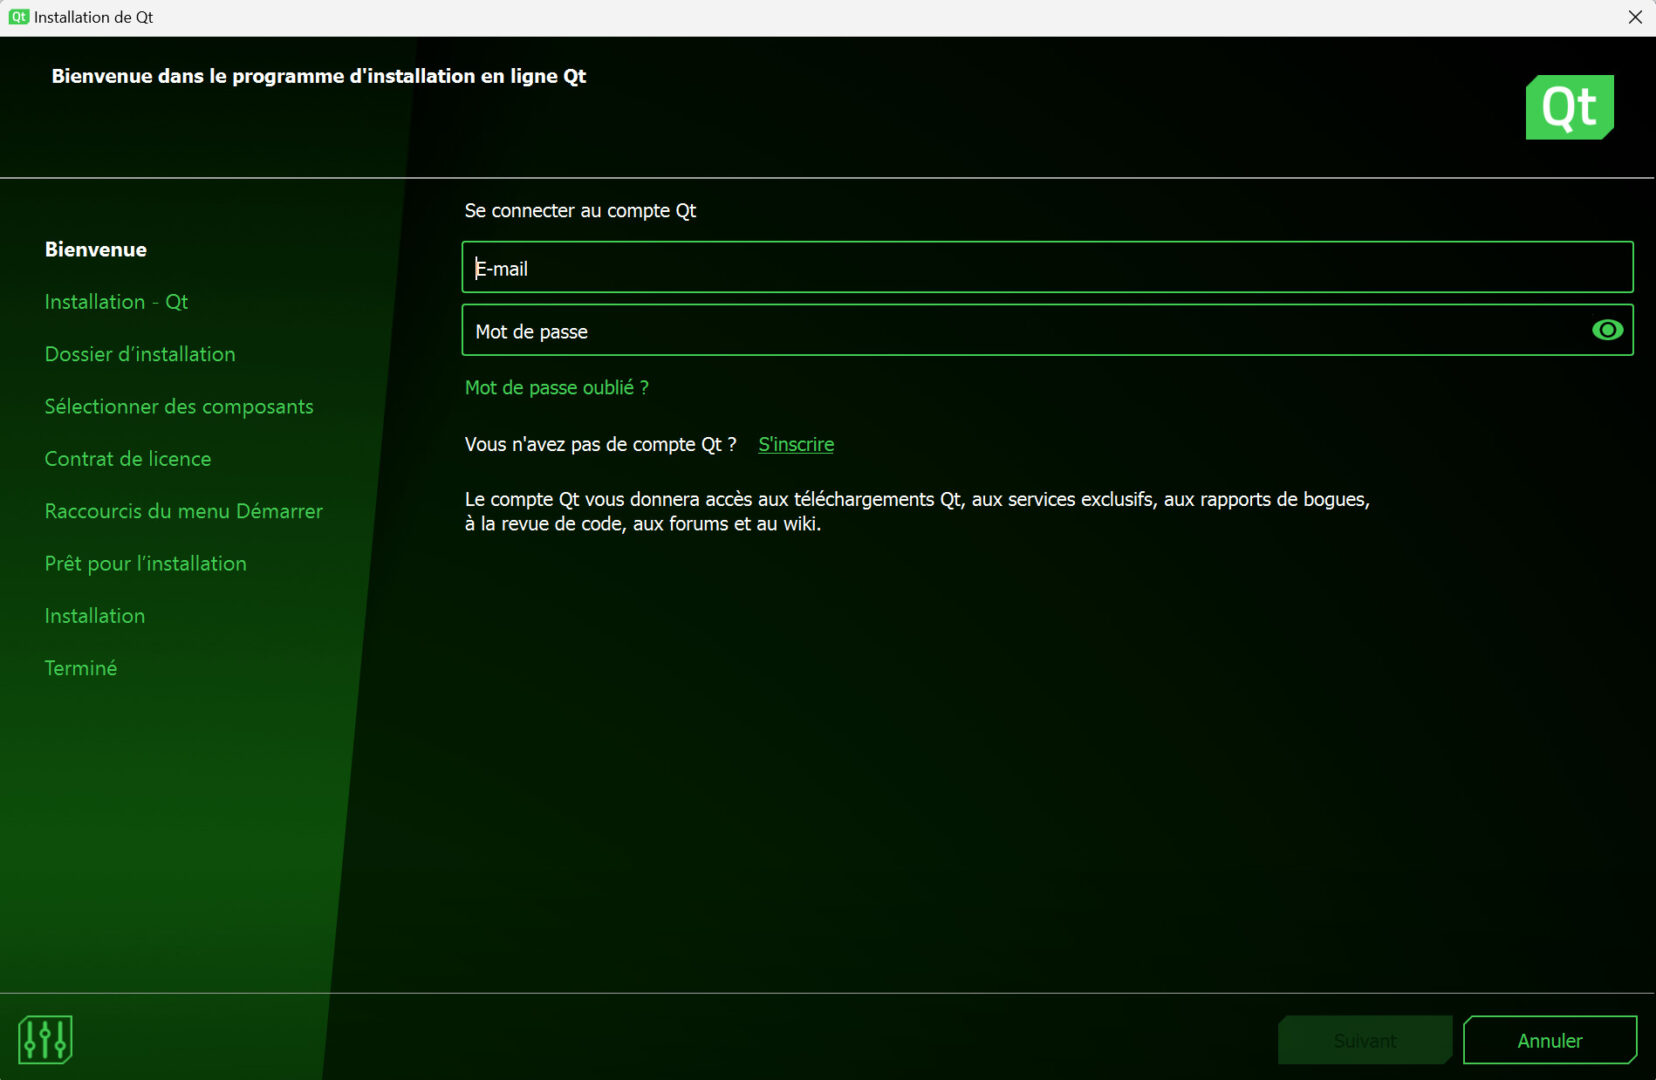 Qt Installation de Qt
Bienvenue dans le programme d'installation en ligne Qt
Qt
Bienvenue
Installation - Qt
Dossier d’installation
Sélectionner des composants
Contrat de licence
Raccourcis du menu Démarrer
Prêt pour l’installation
Installation
Terminé
Se connecter au compte Qt
E-mail
Mot de passe
Mot de passe oublié ?
Vous n'avez pas de compte Qt ? S'inscrire
Le compte Qt vous donnera accès aux téléchargements Qt, aux services exclusifs, aux rapports de bogues,
à la revue de code, aux forums et au wiki.
Suivant
Annuler